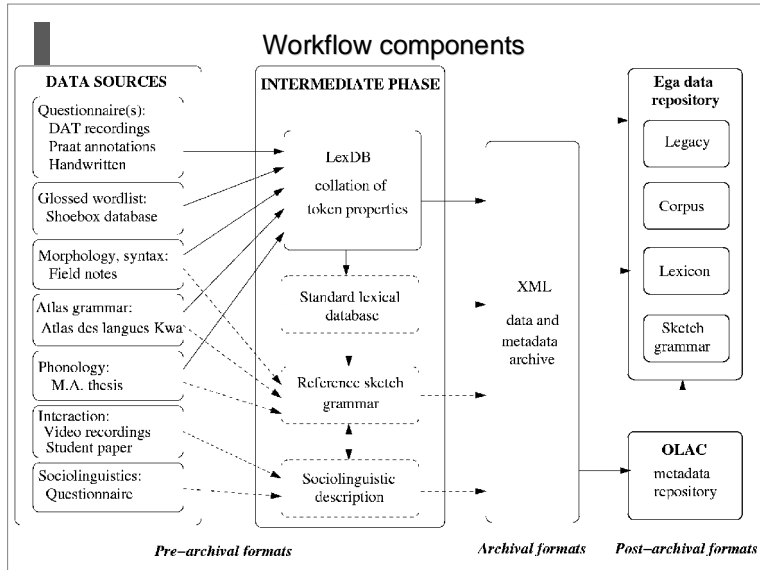 Workflow components
DATA SOURCES
Questionnaire(s):
DAT recordings
Praat annotations
Handwritten
Glossed wordlist:
Shoebox database
Morphology, syntax:
Field notes
Atlas grammar:
Atlas des langues Kwa
Phonology:
M.A. thesis
Interaction:
Video recordings
Student paper
Sociolinguistics:
Questionnaire
INTERMEDIATE PHASE
LexDB
collation of
token properties
Standard lexical
database
Reference sketch
grammar
Sociolinguistic
description
XML
data and
metadata
archive
Ega data
repository
Legacy
Corpus
Lexicon
Sketch
grammar
OLAC
metadata
repository
Pre-archival formats
Archival formats
Post-archival formats